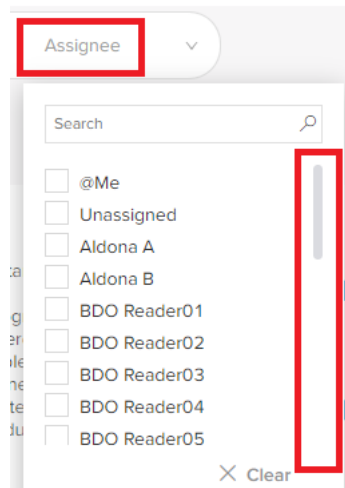 Assignee
Search
@Me
Unassigned
Aldona A
Aldona B
BDO Reader01
BDO Reader02
BDO Reader03
BDO Reader04
BDO Reader05
Clear